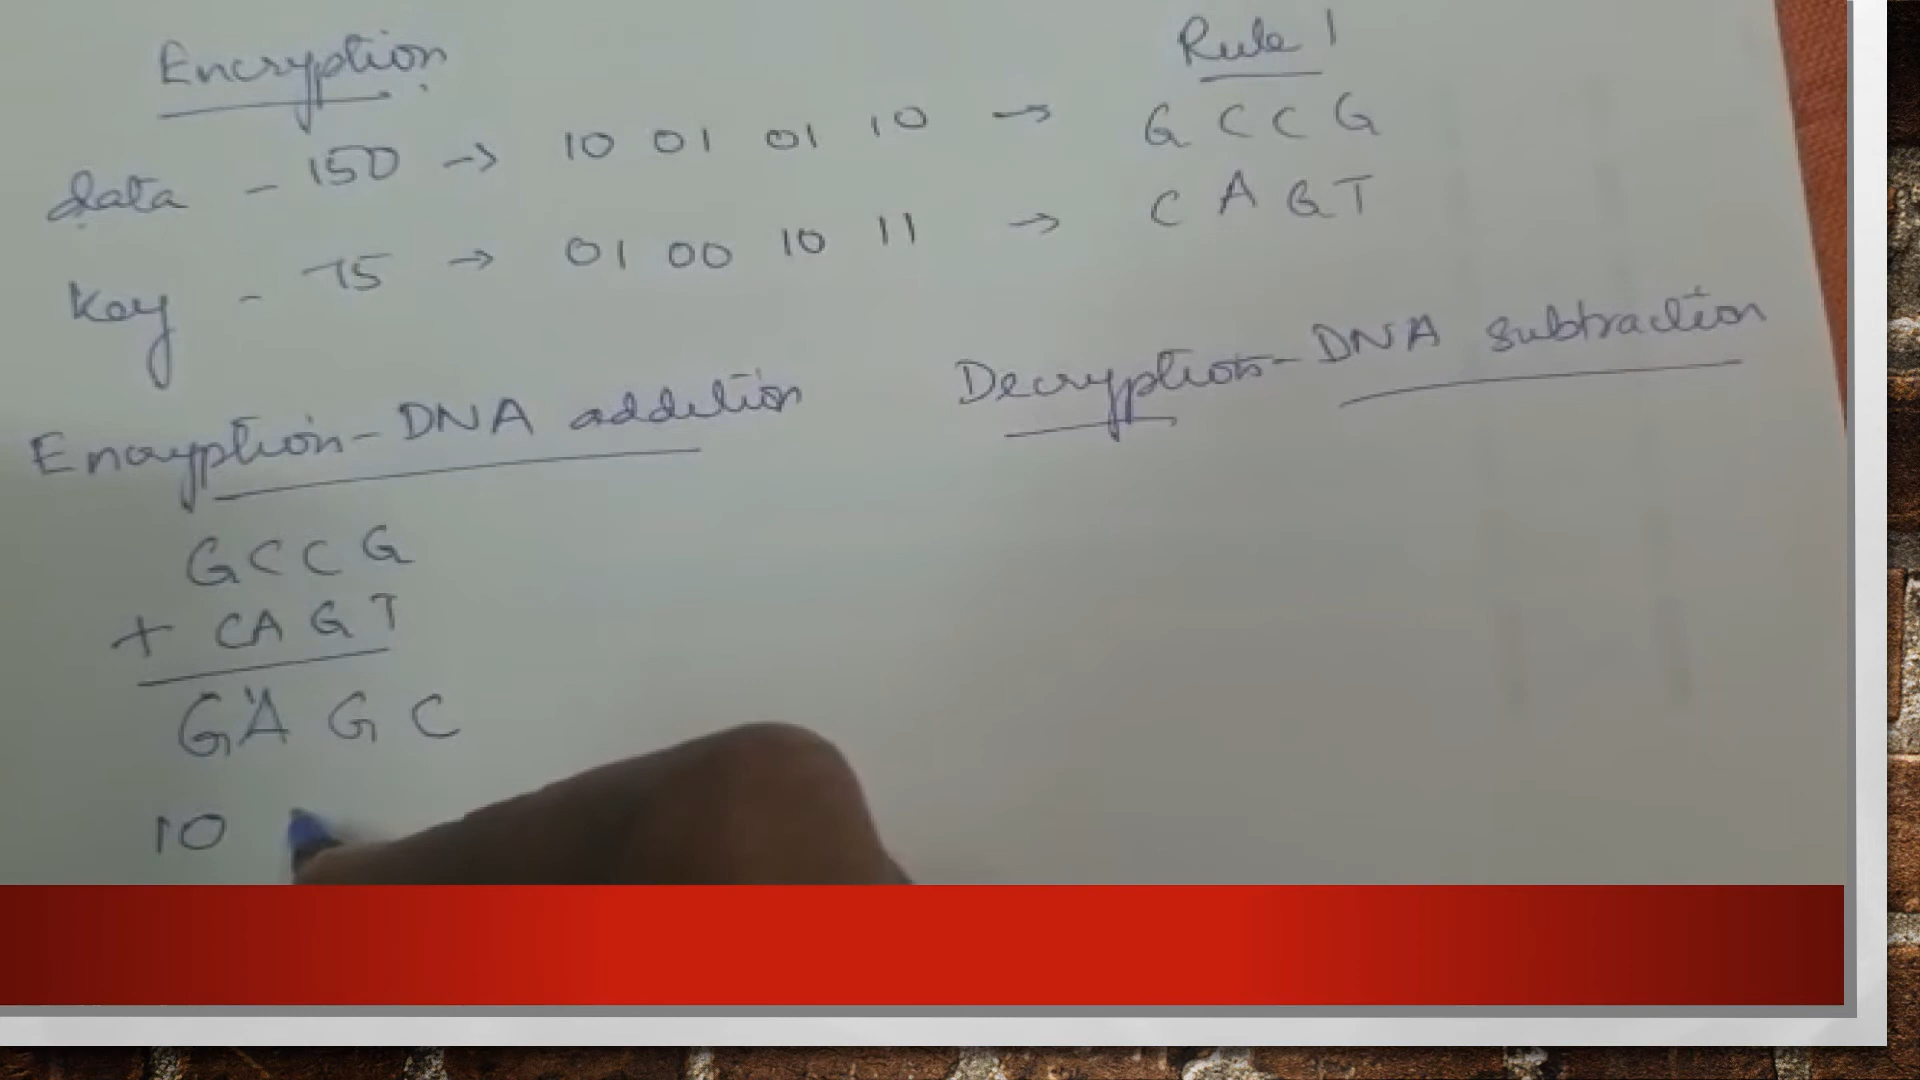 Encryption
Rule 1
data - 150 → 10 01 01 10 → G C C G
key - 75 → 01 00 10 11 → C A G T
Encryption - DNA addition
Decryption - DNA subtraction
G C C G
+ C A G T
G A G C
10